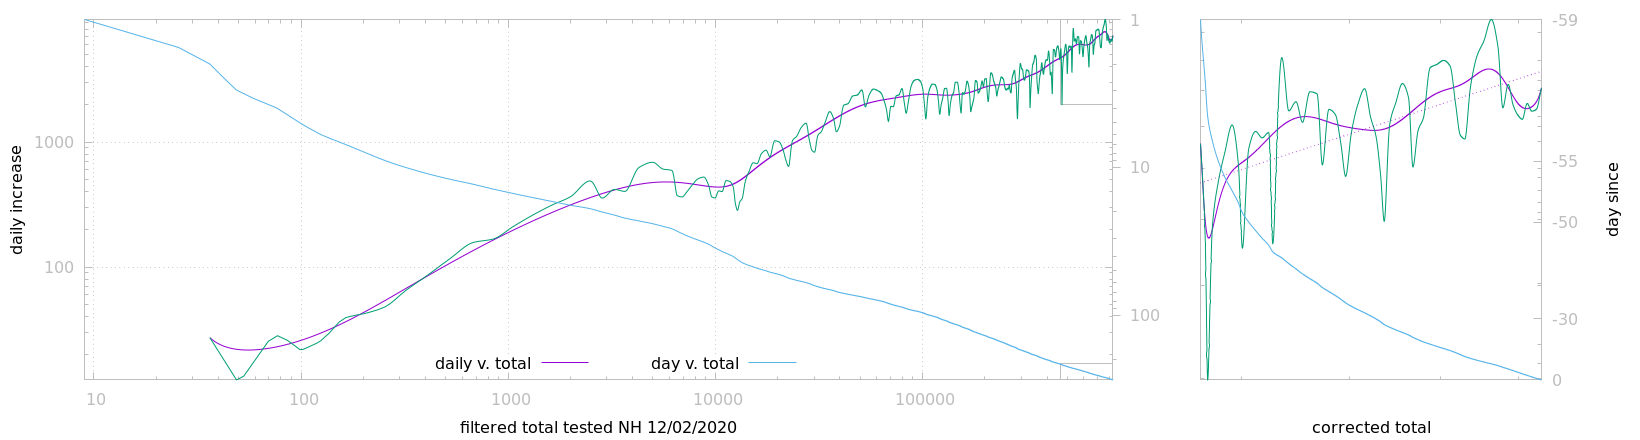 1000
100
daily increase
daily v. total
day v. total
10
100
1000
10000
100000
filtered total tested NH 12/02/2020
1
10
100
-59
-55
-50
-30
0
day since
corrected total